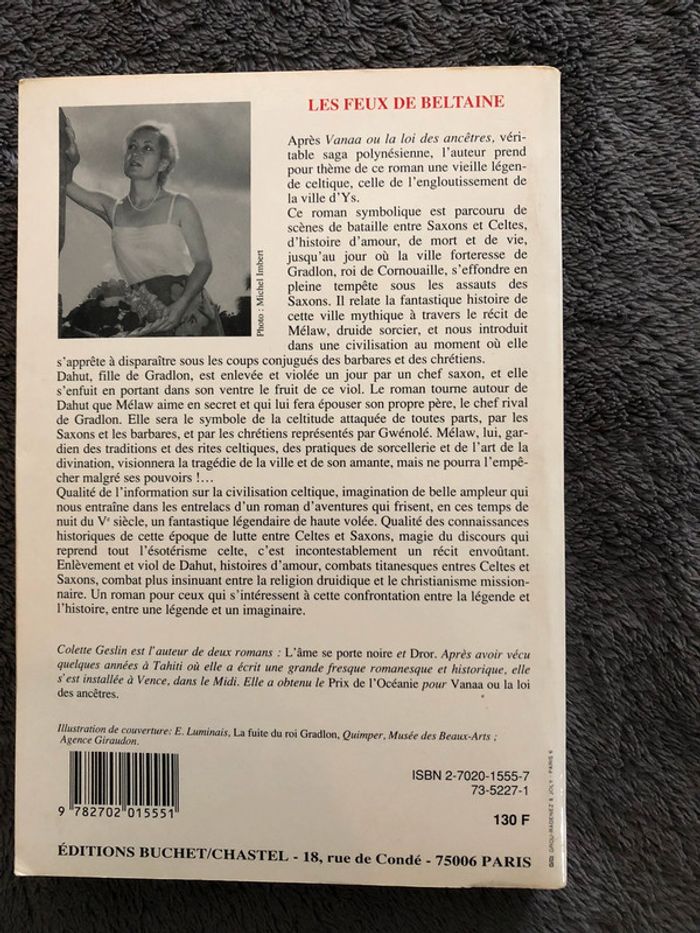 LES FEUX DE BELTAINE
Après Vanaa ou la loi des ancêtres, véri-
table saga polynésienne, l'auteur prend
pour thème de ce roman une vieille légen-
de celtique, celle de l'engloutissement de
la ville d'Ys.
Ce roman symbolique est parcouru de
scènes de bataille entre Saxons et Celtes,
d'histoire d'amour, de mort et de vie,
jusqu'au jour où la ville forteresse de
Gradlon, roi de Cornouaille, s'effondre en
pleine tempête sous les assauts des
Saxons. Il relate la fantastique histoire de
cette ville mythique à travers le récit de
Mélaw, druide sorcier, et nous introduit
dans une civilisation au moment où elle
s'apprête à disparaître sous les coups conjugués des barbares et des chrétiens.
Dahut, fille de Gradlon, est enlevée et violée un jour par un chef saxon, et elle
s'enfuit en portant dans son ventre le fruit de ce viol. Le roman tourne autour de
Dahut que Mélaw aime en secret et qui lui fera épouser son propre père, le chef rival
de Gradlon. Elle sera le symbole de la celtitude attaquée de toutes parts, par les
Saxons et les barbares, et par les chrétiens représentés par Gwénolé. Mélaw, lui, gar-
dien des traditions et des rites celtiques, des pratiques de sorcellerie et de l'art de la
divination, visionnera la tragédie de la ville et de son amante, mais ne pourra l'empê-
cher malgré ses pouvoirs !...
Qualité de l'information sur la civilisation celtique, imagination de belle ampleur qui
nous entraîne dans les entrelacs d'un roman d'aventures qui frisent, en ces temps de
nuit du Ve siècle, un fantastique légendaire de haute volée. Qualité des connaissances
historiques de cette époque de lutte entre Celtes et Saxons, magie du discours qui
reprend tout l'ésotérisme celte, c'est incontestablement un récit envoûtant.
Enlèvement et viol de Dahut, histoires d'amour, combats titanesques entres Celtes et
Saxons, combat plus insinuant entre la religion druidique et le christianisme mission-
naire. Un roman pour ceux qui s'intéressent à cette confrontation entre la légende et
l'histoire, entre une légende et un imaginaire.
Photo : Michel Imbert
Colette Geslin est l'auteur de deux romans : L'âme se porte noire et Dror. Après avoir vécu
quelques années à Tahiti où elle a écrit une grande fresque romanesque et historique, elle
s'est installée à Vence, dans le Midi. Elle a obtenu le Prix de l'Océanie pour Vanaa ou la loi
des ancêtres.
Illustration de couverture: E. Luminais, La fuite du roi Gradlon, Quimper, Musée des Beaux-Arts ;
Agence Giraudon.
ISBN 2-7020-1555-7
73-5227-1
9 782702 015551
130 F
GROU-RADENEZ & JOLY - PARIS 6
ÉDITIONS BUCHET/CHASTEL - 18, rue de Condé - 75006 PARIS